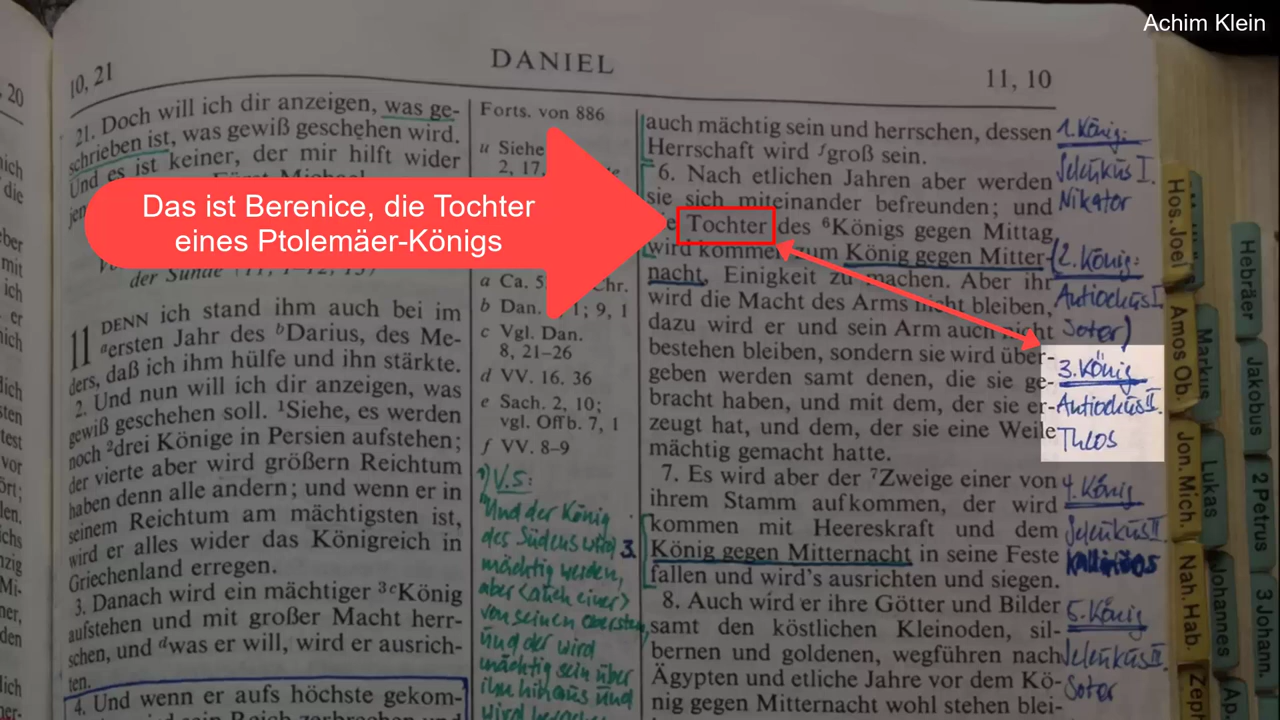 Achim Klein
10, 21
DANIEL
11, 10
20
21. Doch will ich dir anzeigen, was ge-
schrieben ist, was gewiß geschehen wird.
Und es ist keiner, der mir hilft wider
der Sünde
11 DENN ich stand ihm auch bei im
ᵃersten Jahr des ᵇDarius, des Me-
ders, daß ich ihm hülfe und ihn stärkte.
2. Und nun will ich dir anzeigen, was
gewiß geschehen soll. ¹Siehe, es werden
noch ²drei Könige in Persien aufstehen;
der vierte aber wird größern Reichtum
haben denn alle andern; und wenn er in
seinem Reichtum am mächtigsten ist,
wird er alles wider das Königreich in
Griechenland erregen.
3. Danach wird ein mächtiger ³ᶜKönig
aufstehen und mit großer Macht herr-
schen, und ᵈwas er will, wird er ausrich-
ten.
4. Und wenn er aufs höchste gekom-
Das ist Berenice, die Tochter
eines Ptolemäer-Königs
Forts. von 886
u Siehe
2, 17.
a Ca. 5
Chr.
b Dan.
1; 9, 1
c Vgl. Dan.
8, 21–26
d VV. 16. 36
e Sach. 2, 10;
vgl. Offb. 7, 1
f VV. 8–9
V.5:
Und der König
des Südens wird
mächtig werden,
aber <auch einer>
von seinen Obersten,
und der wird
mächtig sein über
ihn hinaus und
wird
auch mächtig sein und herrschen, dessen
Herrschaft wird ᶠgroß sein.
6. Nach etlichen Jahren aber werden
sie sich miteinander befreunden; und
Tochter des ⁶Königs gegen Mittag
wird kommen zum König gegen Mitter-
nacht, Einigkeit zu machen. Aber ihr
wird die Macht des Arms nicht bleiben,
dazu wird er und sein Arm auch nicht
bestehen bleiben, sondern sie wird über-
geben werden samt denen, die sie ge-
bracht haben, und mit dem, der sie er-
zeugt hat, und dem, der sie eine Weile
mächtig gemacht hatte.
7. Es wird aber der ⁷Zweige einer von
ihrem Stamm aufkommen, der wird
kommen mit Heereskraft und dem
3. König gegen Mitternacht in seine Feste
fallen und wird's ausrichten und siegen.
8. Auch wird er ihre Götter und Bilder
samt den köstlichen Kleinoden, sil-
bernen und goldenen, wegführen nach
Ägypten und etliche Jahre vor dem Kö-
nig gegen Mitternacht wohl stehen blei-
1. König:
Seleukus I.
Nikator
(2. König:
Antiochus I.
Soter)
3. König
Antiochus II.
Theos
4. König
Seleukus II
Kallinikos
5. König
Seleukus III.
Soter
Hos. Joel
Amos Ob.
Jon. Mich.
Nah. Hab.
Markus
Lukas
Johannes
Hebräer
Jakobus
2 Petrus
3 Johann.